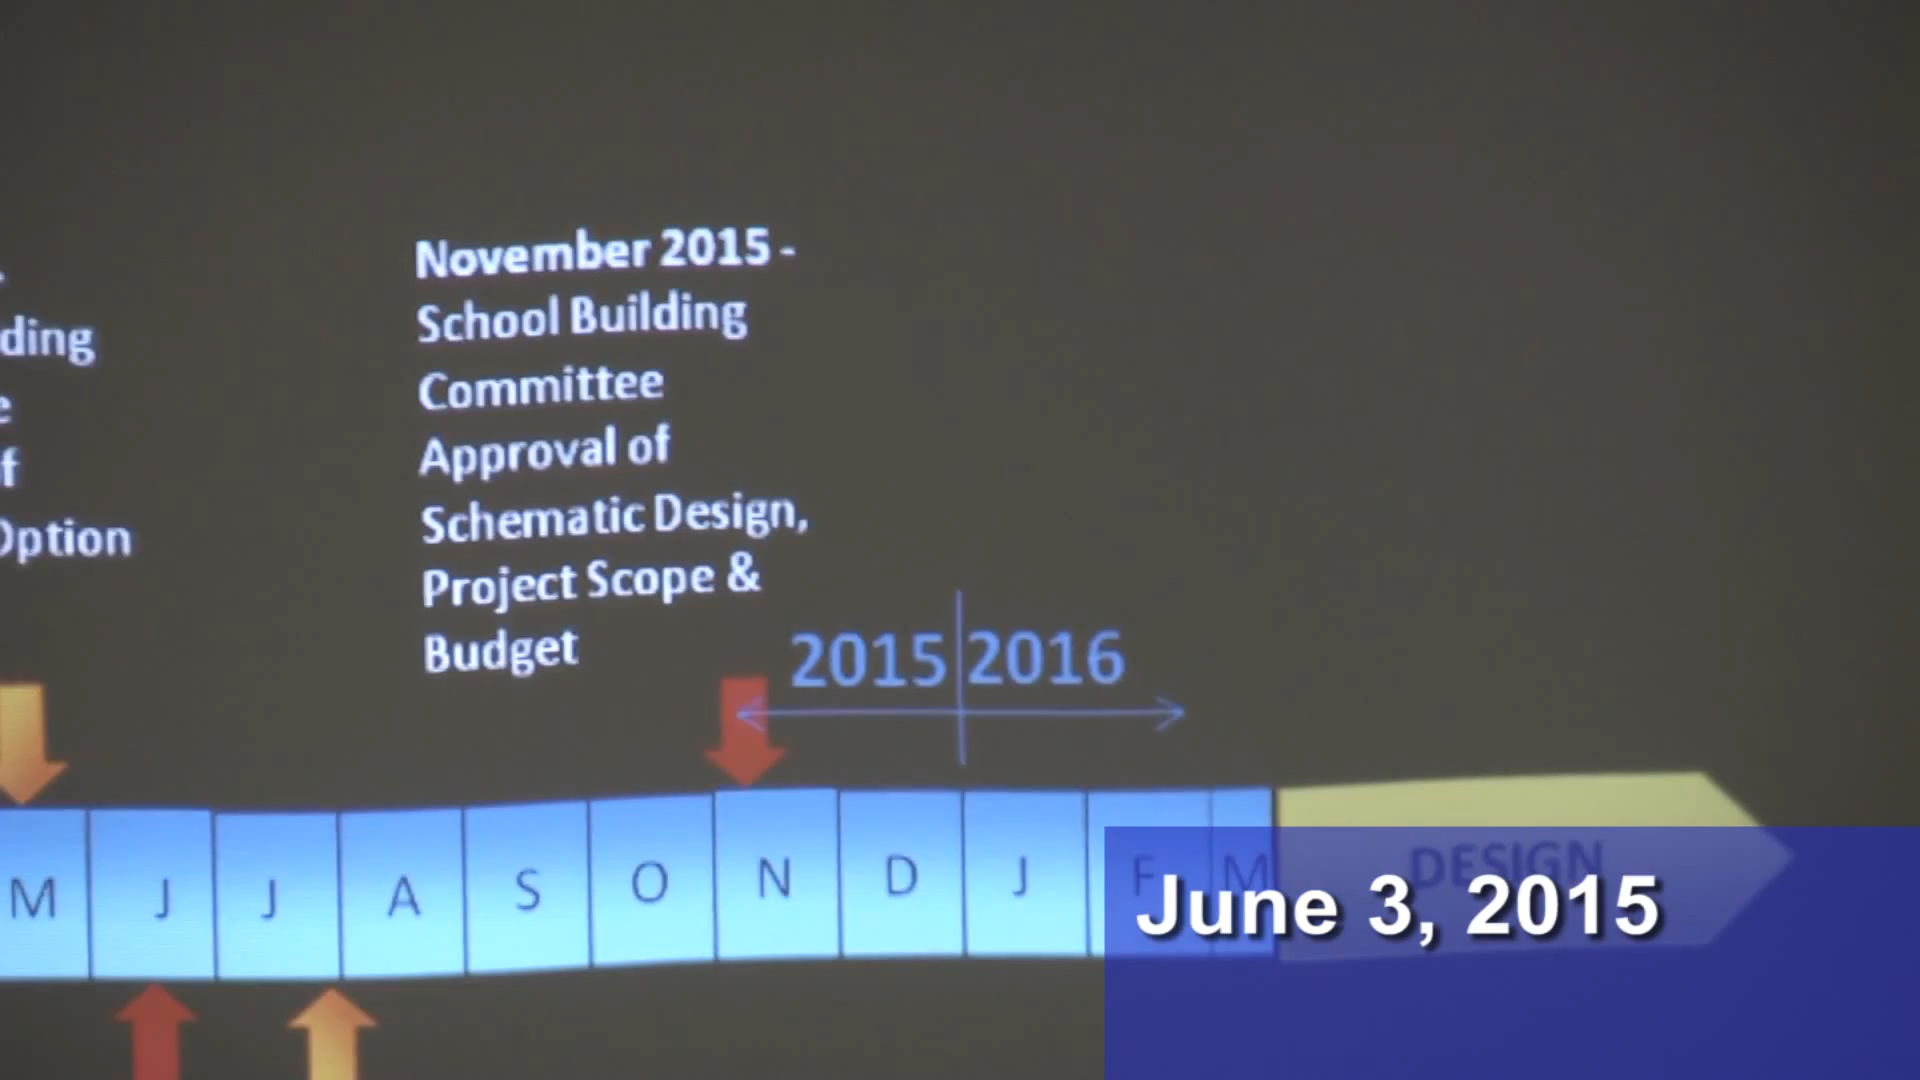 ding
e
f
Option
November 2015 -
School Building
Committee
Approval of
Schematic Design,
Project Scope &
Budget
2015 2016
M J J A S O N D J F M DESIGN
June 3, 2015